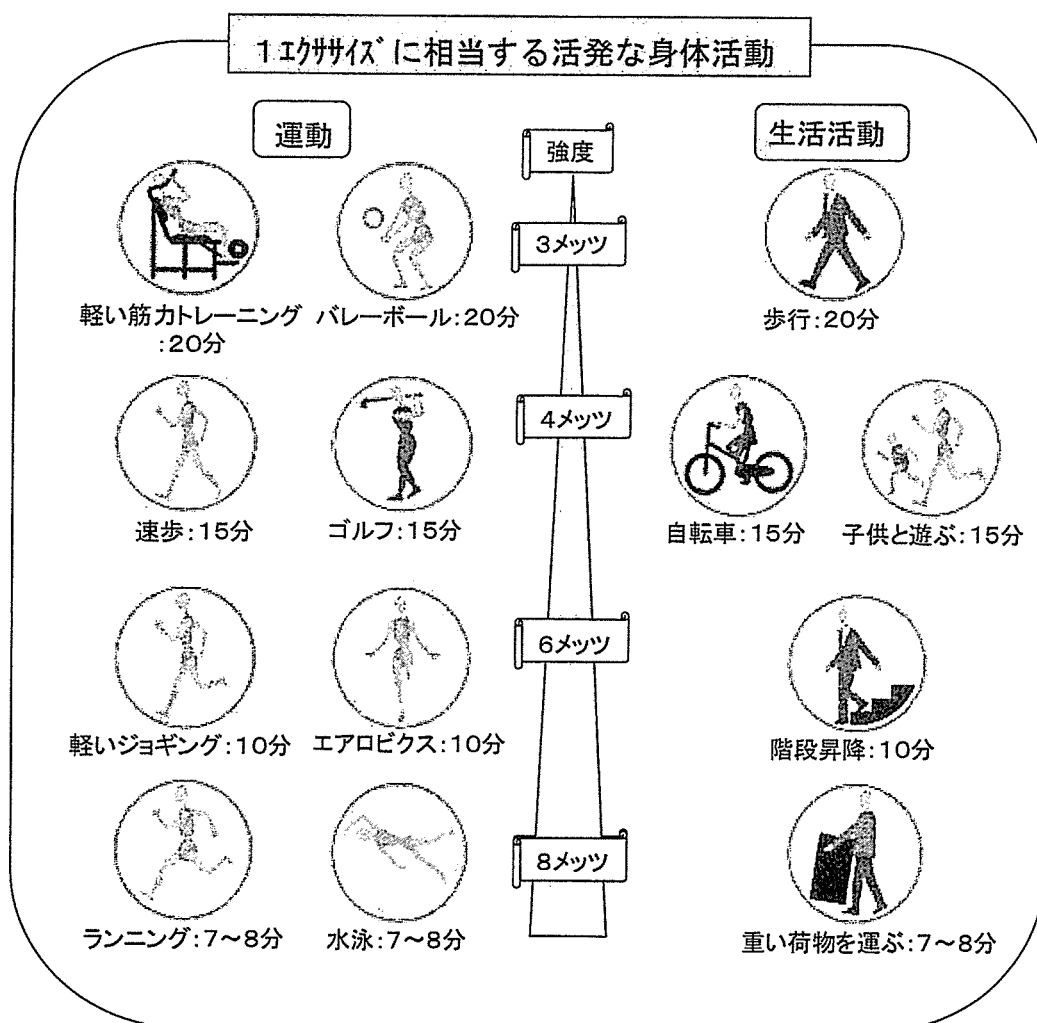 1エクササイズに相当する活発な身体活動
運動
強度
生活活動
3メッツ
軽い筋力トレーニング
:20分
バレーボール:20分
歩行:20分
4メッツ
速歩:15分
ゴルフ:15分
自転車:15分
子供と遊ぶ:15分
6メッツ
軽いジョギング:10分
エアロビクス:10分
階段昇降:10分
8メッツ
ランニング:7～8分
水泳:7～8分
重い荷物を運ぶ:7～8分